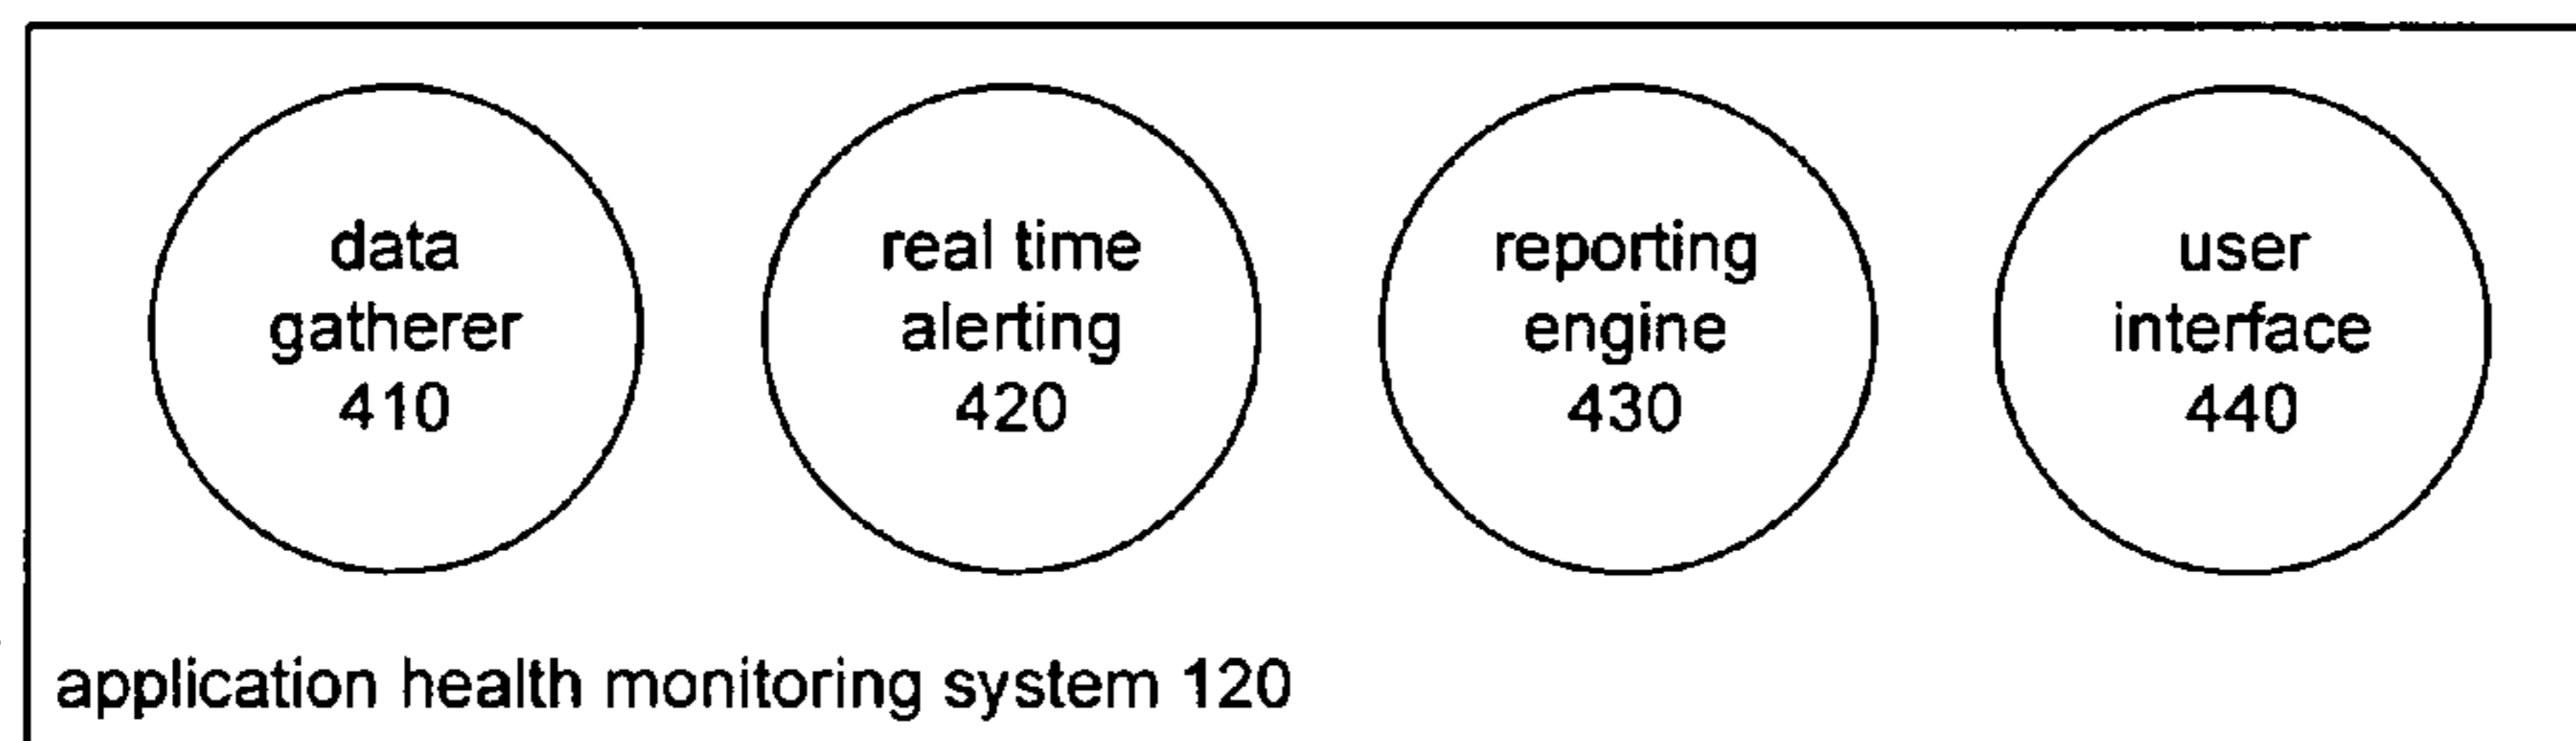 data
gatherer
410
real time
alerting
420
reporting
engine
430
user
interface
440
application health monitoring system 120